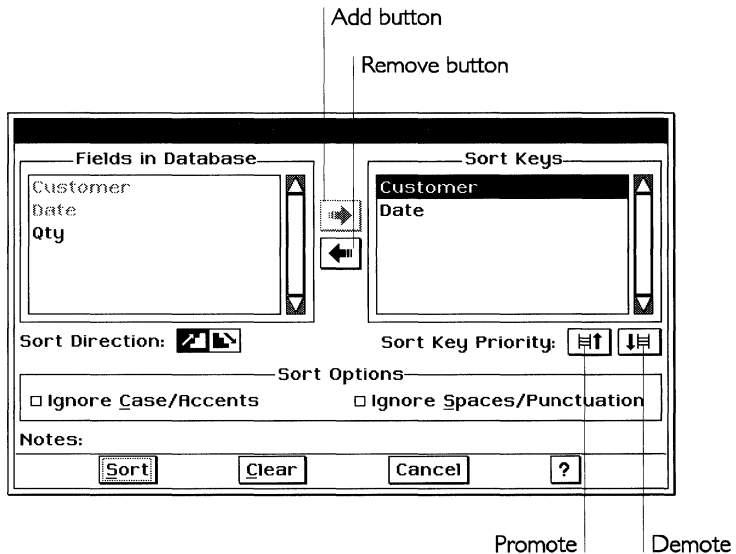 Add button
Remove button
Fields in Database
Customer
Date
Qty
Sort Keys
Customer
Date
Sort Direction:
Sort Key Priority:
Sort Options
Ignore Case/Accents
Ignore Spaces/Punctuation
Notes:
Sort
Clear
Cancel
?
Promote
Demote